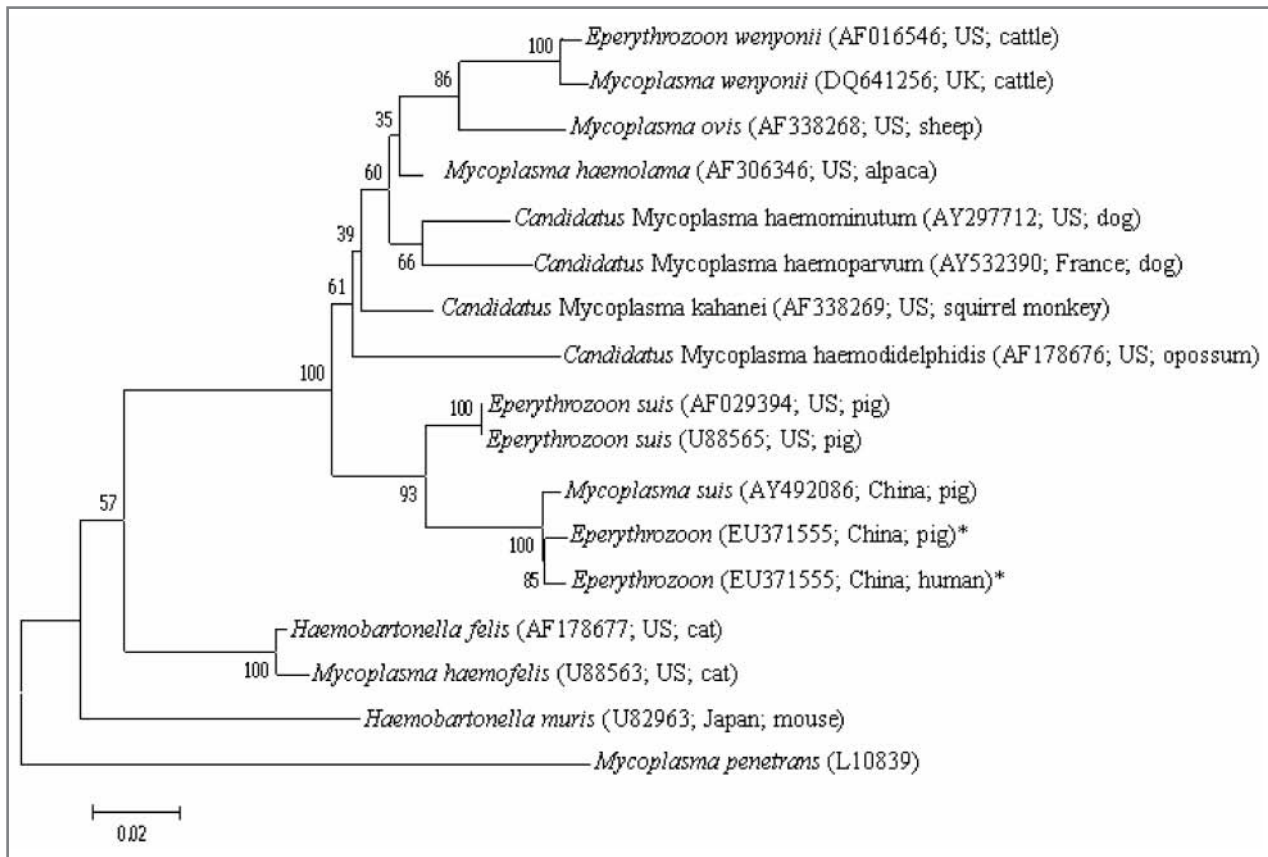 Eperythrozoon wenyonii (AF016546; US; cattle)
100
Mycoplasma wenyonii (DQ641256; UK; cattle)
86
Mycoplasma ovis (AF338268; US; sheep)
35
Mycoplasma haemolama (AF306346; US; alpaca)
60
Candidatus Mycoplasma haemominutum (AY297712; US; dog)
39
66
Candidatus Mycoplasma haemoparvum (AY532390; France; dog)
61
Candidatus Mycoplasma kahanei (AF338269; US; squirrel monkey)
Candidatus Mycoplasma haemodidelphidis (AF178676; US; opossum)
100
100
Eperythrozoon suis (AF029394; US; pig)
Eperythrozoon suis (U88565; US; pig)
57
93
Mycoplasma suis (AY492086; China; pig)
Eperythrozoon (EU371555; China; pig)*
100
85
Eperythrozoon (EU371555; China; human)*
Haemobartonella felis (AF178677; US; cat)
100
Mycoplasma haemofelis (U88563; US; cat)
Haemobartonella muris (U82963; Japan; mouse)
Mycoplasma penetrans (L10839)
0.02